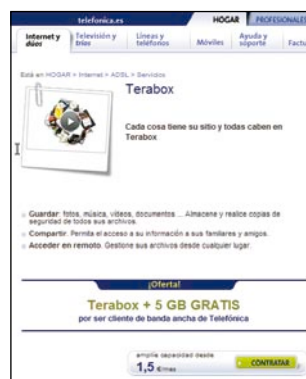 telefonica.es
HOGAR
PROFESIONALES
Internet y dúos
Televisión y tríos
Líneas y teléfonos
Móviles
Ayuda y soporte
Factu
Está en HOGAR > Internet > ADSL > Servicios
Terabox
Cada cosa tiene su sitio y todas caben en
Terabox
Guardar: fotos, música, vídeos, documentos ... Almacena y realice copias de
seguridad de todos sus archivos.
Compartir. Permita el acceso a su información a sus familiares y amigos.
Acceder en remoto. Gestione sus archivos desde cualquier lugar.
¡Oferta!
Terabox + 5 GB GRATIS
por ser cliente de banda ancha de Telefónica
amplíe capacidad desde
1,5 €/mes
CONTRATAR